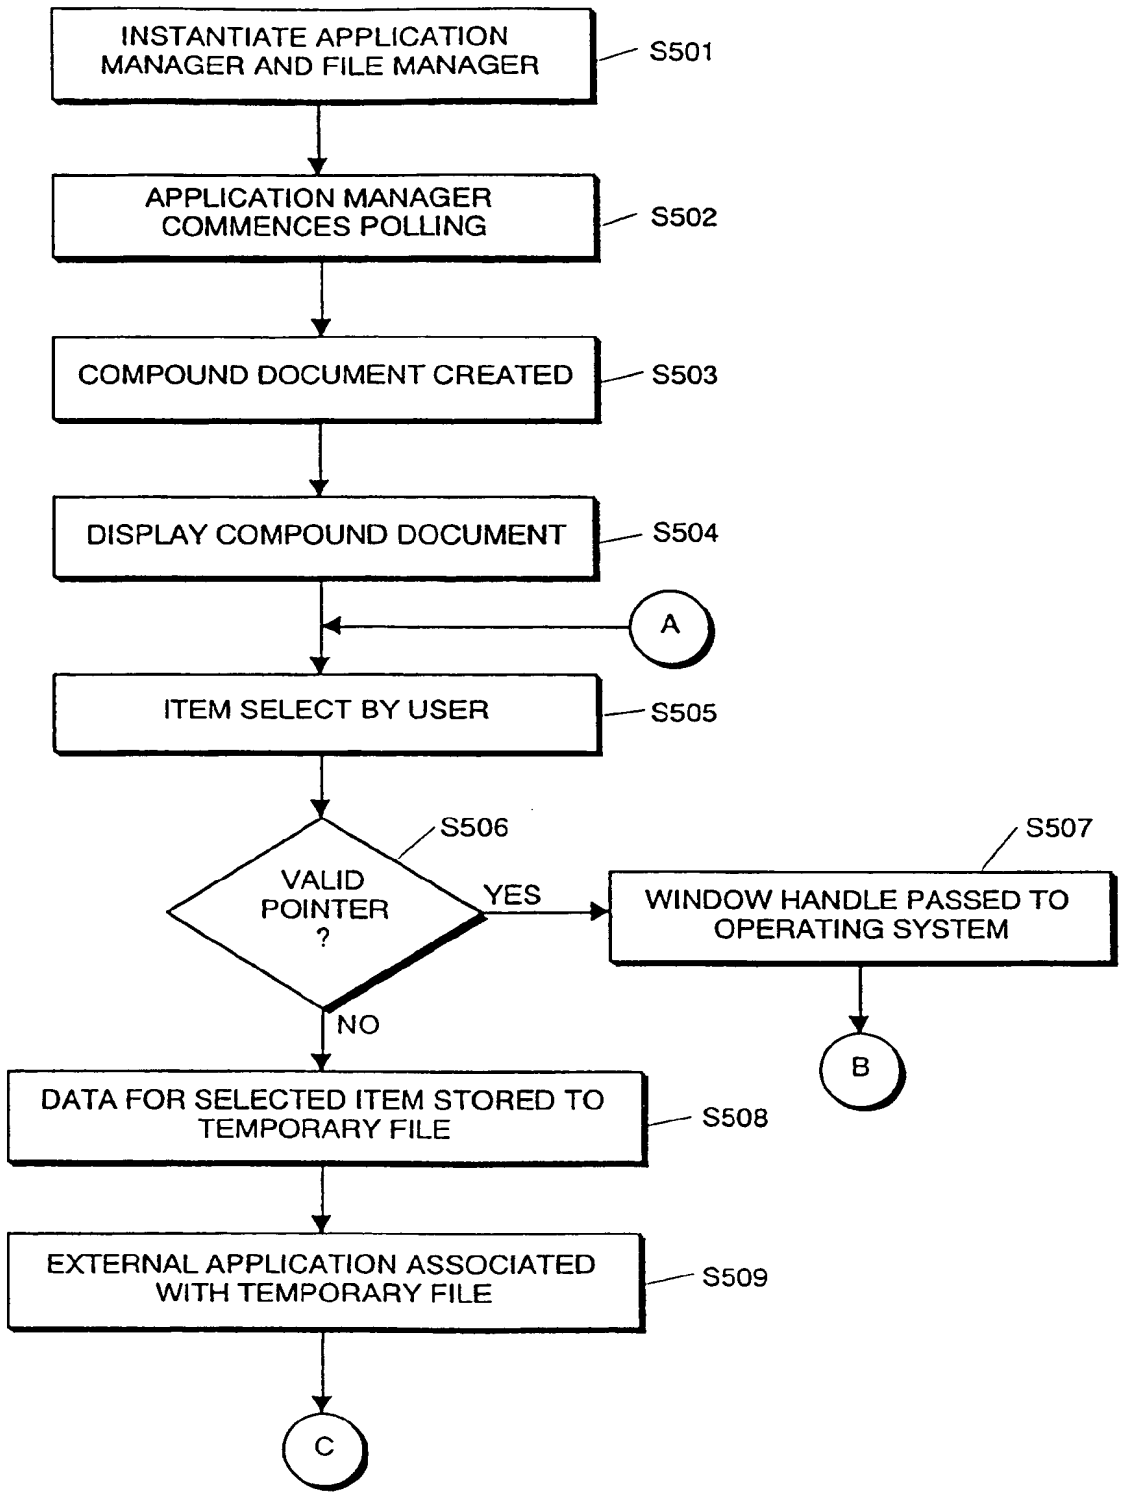 INSTANTIATE APPLICATION
MANAGER AND FILE MANAGER
S501
APPLICATION MANAGER
COMMENCES POLLING
S502
COMPOUND DOCUMENT CREATED
S503
DISPLAY COMPOUND DOCUMENT
S504
A
ITEM SELECT BY USER
S505
S506
VALID
POINTER
?
YES
S507
WINDOW HANDLE PASSED TO
OPERATING SYSTEM
NO
B
DATA FOR SELECTED ITEM STORED TO
TEMPORARY FILE
S508
EXTERNAL APPLICATION ASSOCIATED
WITH TEMPORARY FILE
S509
C